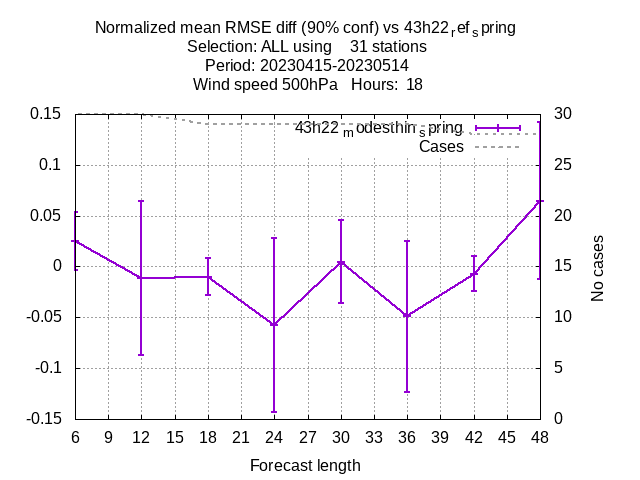 Normalized mean RMSE diff (90% conf) vs 43h22refspring
Selection: ALL using    31 stations
Period: 20230415-20230514
Wind speed 500hPa   Hours:  18
0.15
0.1
0.05
0
-0.05
-0.1
-0.15
30
25
20
15
10
5
0
43h22modesthinspring
Cases
No cases
6 9 12 15 18 21 24 27 30 33 36 39 42 45 48
Forecast length